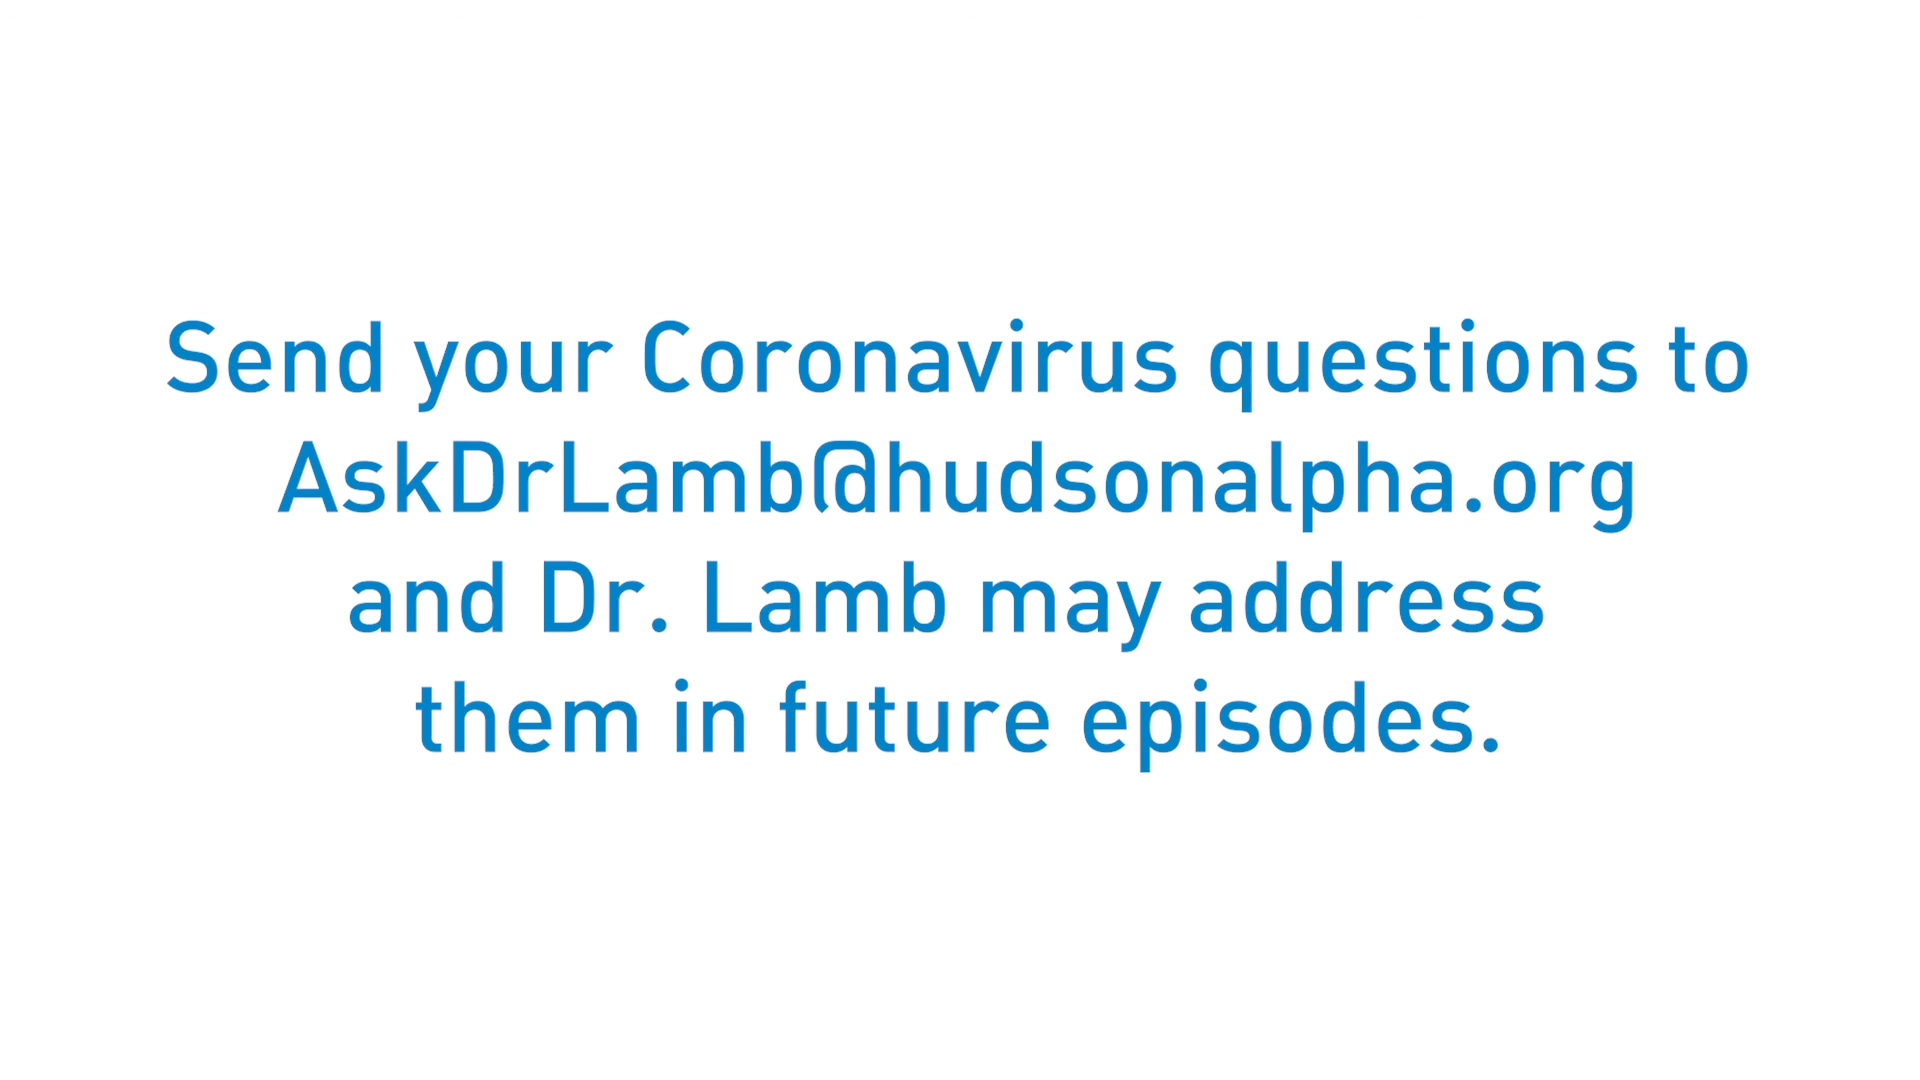 Send your Coronavirus questions to
AskDrLamb@hudsonalpha.org
and Dr. Lamb may address
them in future episodes.